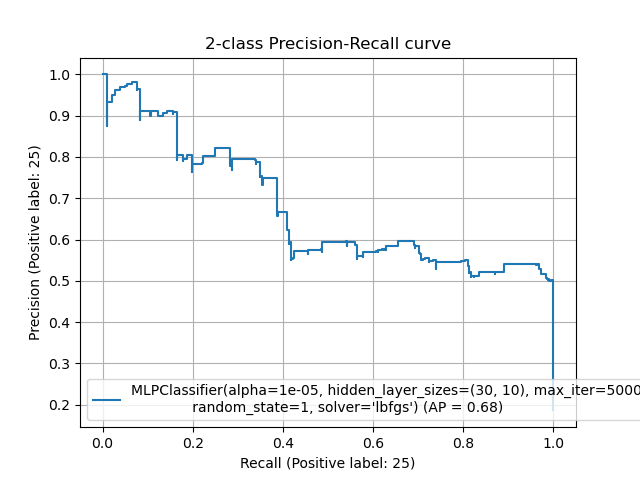 2-class Precision-Recall curve
1.0
0.9
0.8
0.7
0.6
0.5
0.4
0.3
0.2
Precision (Positive label: 25)
MLPClassifier(alpha=1e-05, hidden_layer_sizes=(30, 10), max_iter=5000
random_state=1, solver='lbfgs') (AP = 0.68)
0.0 0.2 0.4 0.6 0.8 1.0
Recall (Positive label: 25)